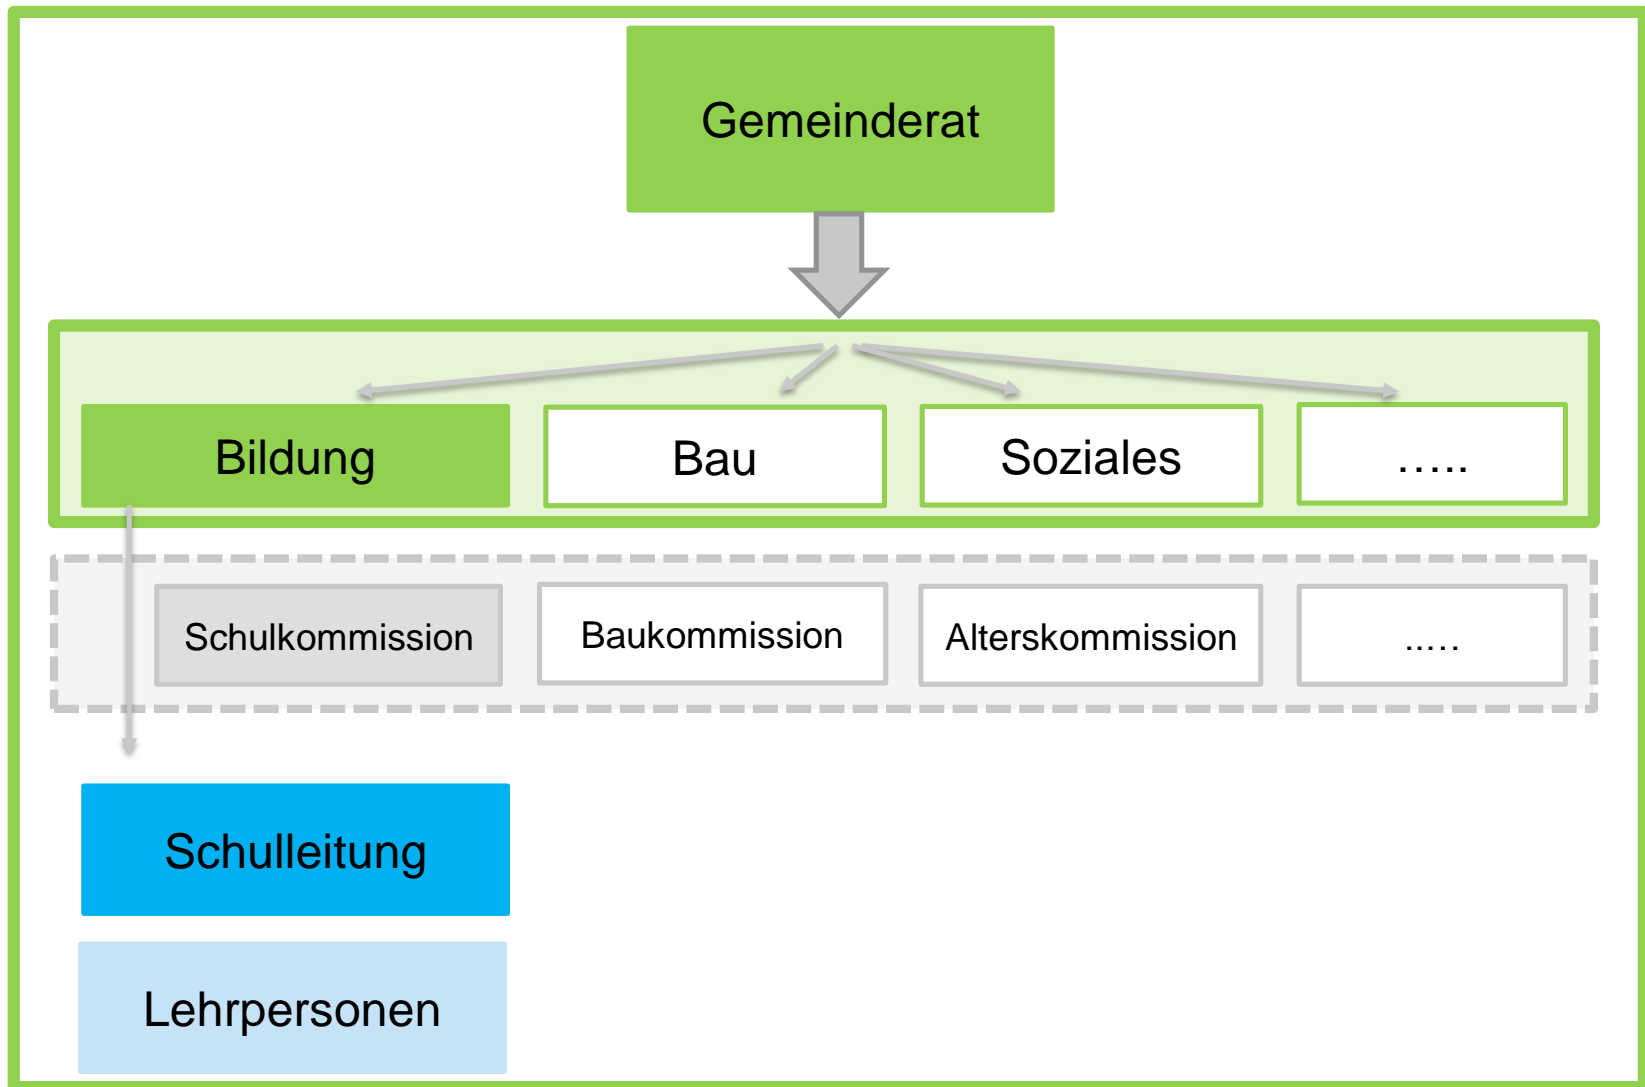 Gemeinderat
Bildung
Bau
Soziales
…..
Schulkommission
Baukommission
Alterskommission
..…
Schulleitung
Lehrpersonen